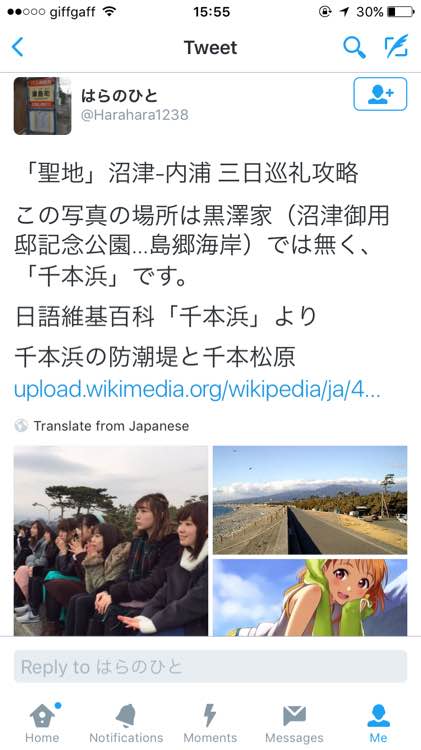 giffgaff 15:55 30%
Tweet
はらのひと
@Harahara1238
「聖地」沼津-内浦 三日巡礼攻略
この写真の場所は黒澤家（沼津御用
邸記念公園...島郷海岸）では無く、
「千本浜」です。
日語維基百科「千本浜」より
千本浜の防潮堤と千本松原
upload.wikimedia.org/wikipedia/ja/4...
Translate from Japanese
Reply to はらのひと
Home Notifications Moments Messages Me